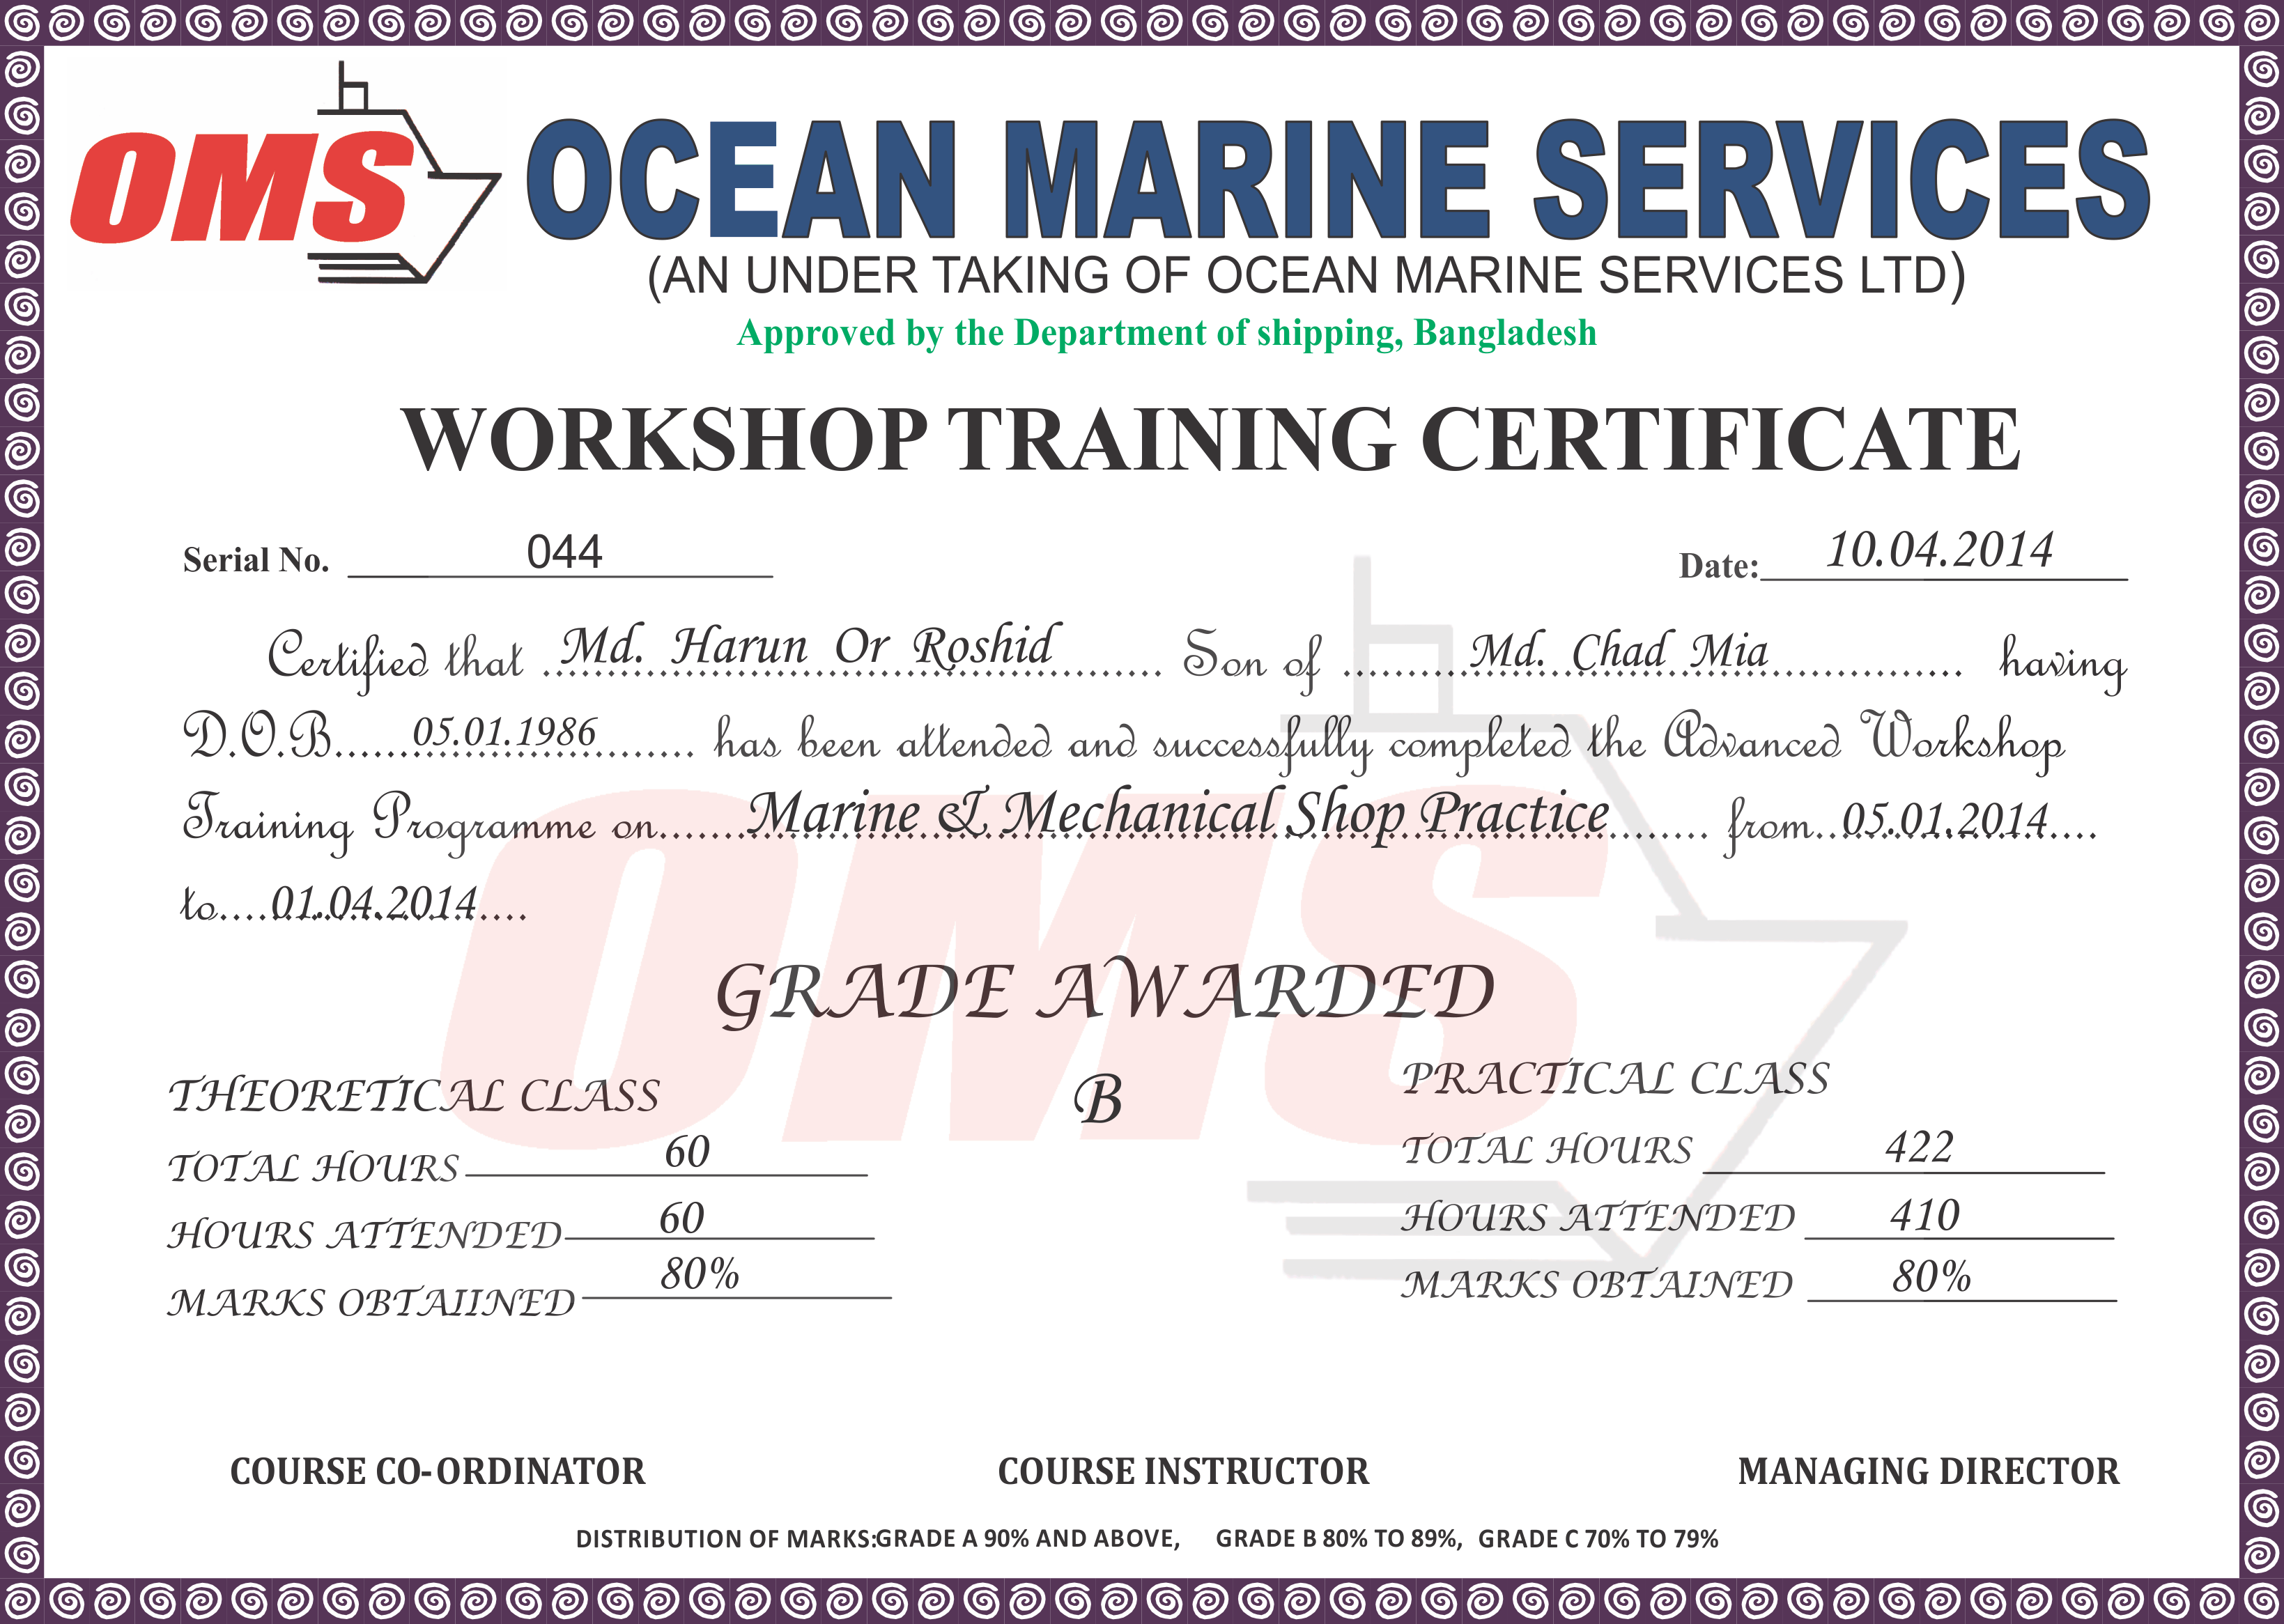 OMS OCEAN MARINE SERVICES
(AN UNDER TAKING OF OCEAN MARINE SERVICES LTD)
Approved by the Department of shipping, Bangladesh
WORKSHOP TRAINING CERTIFICATE
Serial No. 044 Date: 10.04.2014
Certified that Md. Harun Or Roshid Son of Md. Chad Mia having
D.O.B...... 05.01.1986 ....... has been attended and successfully completed the Advanced Workshop
Training Programme on...... Marine & Mechanical Shop Practice ....... from.. 05.01.2014 ....
to.... 01.04.2014 ....
OMS
GRADE AWARDED
THEORETICAL CLASS B PRACTICAL CLASS
TOTAL HOURS 60 TOTAL HOURS 422
HOURS ATTENDED 60 HOURS ATTENDED 410
MARKS OBTAIINED 80% MARKS OBTAINED 80%
COURSE CO-ORDINATOR COURSE INSTRUCTOR MANAGING DIRECTOR
DISTRIBUTION OF MARKS:GRADE A 90% AND ABOVE, GRADE B 80% TO 89%, GRADE C 70% TO 79%